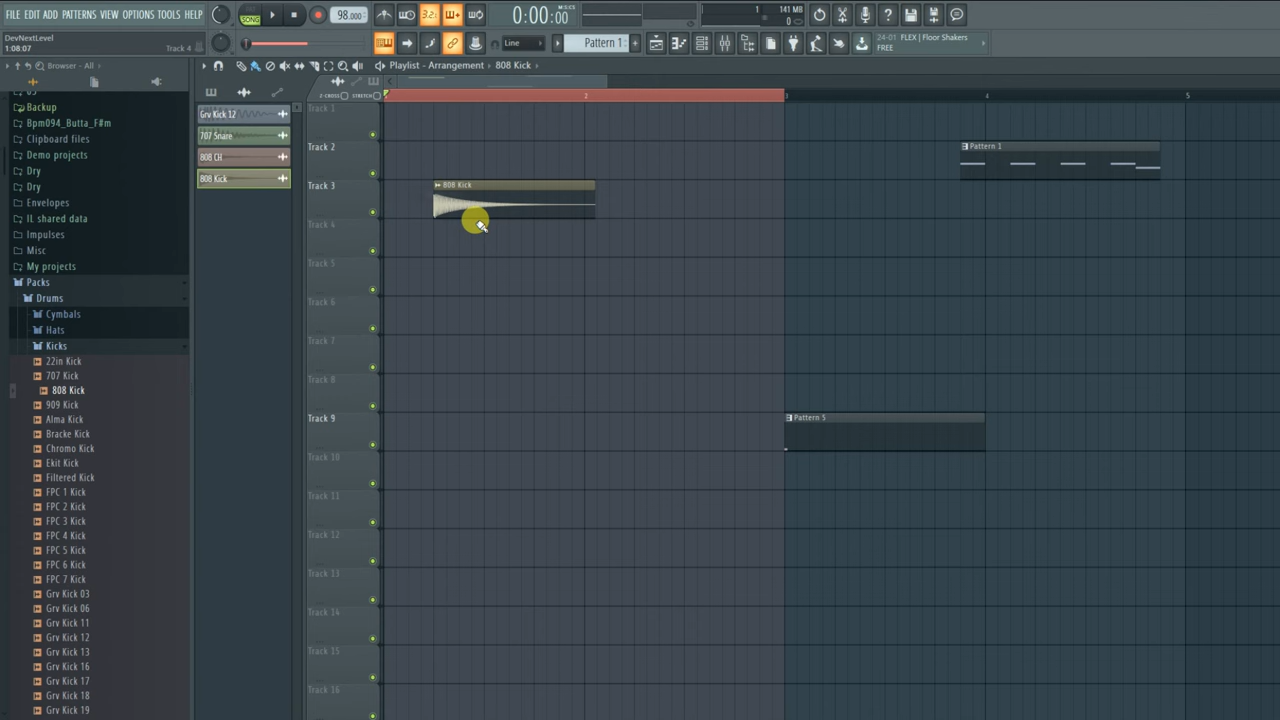 FILE EDIT ADD PATTERNS VIEW OPTIONS TOOLS HELP
SONG
98.000
3.2.
0:00:00
M:S:CS
1
141 MB
0
DevNextLevel
1:08:07
Track 4
Line
Pattern 1
24-01 FLEX | Floor Shakers
FREE
Browser - All
Playlist - Arrangement 808 Kick
Z-CROSS
STRETCH
2
3
4
5
Backup
Bpm094_Butta_F#m
Clipboard files
Demo projects
Dry
Dry
Envelopes
IL shared data
Impulses
Misc
My projects
Packs
Drums
Cymbals
Hats
Kicks
22in Kick
707 Kick
808 Kick
909 Kick
Alma Kick
Bracke Kick
Chromo Kick
Ekit Kick
Filtered Kick
FPC 1 Kick
FPC 2 Kick
FPC 3 Kick
FPC 4 Kick
FPC 5 Kick
FPC 6 Kick
FPC 7 Kick
Grv Kick 03
Grv Kick 06
Grv Kick 11
Grv Kick 12
Grv Kick 13
Grv Kick 16
Grv Kick 17
Grv Kick 18
Grv Kick 19
Grv Kick 12
707 Snare
808 CH
808 Kick
Track 1
Track 2
Track 3
Track 4
Track 5
Track 6
Track 7
Track 8
Track 9
Track 10
Track 11
Track 12
Track 13
Track 14
Track 15
Track 16
Pattern 1
808 Kick
Pattern 5